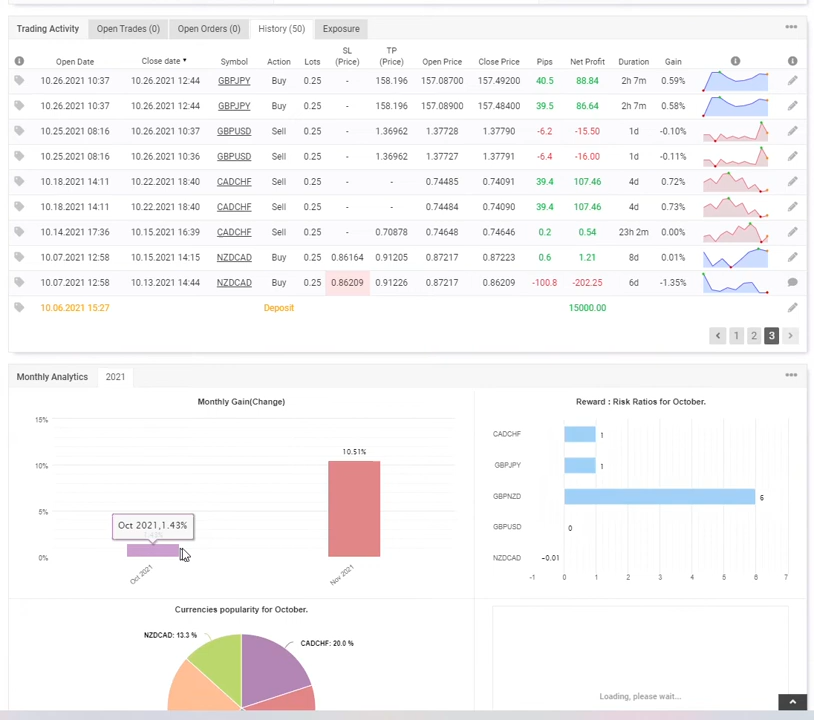 Trading Activity Open Trades (0) Open Orders (0) History (50) Exposure
Open Date Close date Symbol Action Lots SL (Price) TP (Price) Open Price Close Price Pips Net Profit Duration Gain
10.26.2021 10:37 10.26.2021 12:44 GBPJPY Buy 0.25 - 158.196 157.08700 157.49200 40.5 88.84 2h 7m 0.59%
10.26.2021 10:37 10.26.2021 12:44 GBPJPY Buy 0.25 - 158.196 157.08900 157.48400 39.5 86.64 2h 7m 0.58%
10.25.2021 08:16 10.26.2021 10:37 GBPUSD Sell 0.25 - 1.36962 1.37728 1.37790 -6.2 -15.50 1d -0.10%
10.25.2021 08:16 10.26.2021 10:36 GBPUSD Sell 0.25 - 1.36962 1.37727 1.37791 -6.4 -16.00 1d -0.11%
10.18.2021 14:11 10.22.2021 18:40 CADCHF Sell 0.25 - - 0.74485 0.74091 39.4 107.46 4d 0.72%
10.18.2021 14:11 10.22.2021 18:40 CADCHF Sell 0.25 - - 0.74484 0.74090 39.4 107.46 4d 0.73%
10.14.2021 17:36 10.15.2021 16:39 CADCHF Sell 0.25 - 0.70878 0.74648 0.74646 0.2 0.54 23h 2m 0.00%
10.07.2021 12:58 10.15.2021 14:15 NZDCAD Buy 0.25 0.86164 0.91205 0.87217 0.87223 0.6 1.21 8d 0.01%
10.07.2021 12:58 10.13.2021 14:44 NZDCAD Buy 0.25 0.86209 0.91226 0.87217 0.86209 -100.8 -202.25 6d -1.35%
10.06.2021 15:27 Deposit 15000.00
1 2 3
Monthly Analytics 2021
Monthly Gain(Change)
15%
10%
5%
0%
10.51%
Oct 2021,1.43%
1.43%
Oct 2021 Nov 2021
Reward : Risk Ratios for October.
CADCHF 1
GBPJPY 1
GBPNZD 6
GBPUSD 0
NZDCAD -0.01
-1 0 1 2 3 4 5 6 7
Currencies popularity for October.
NZDCAD: 13.3 %
CADCHF: 20.0 %
Loading, please wait...